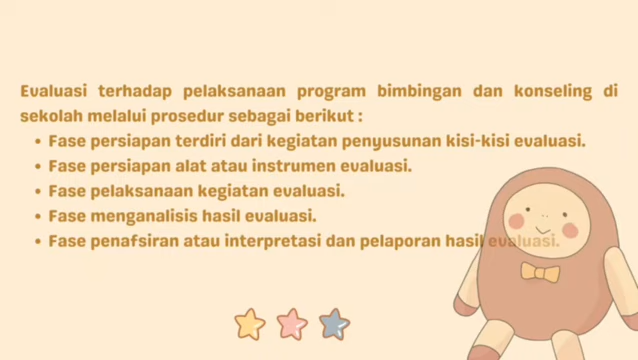 Evaluasi terhadap pelaksanaan program bimbingan dan konseling di
sekolah melalui prosedur sebagai berikut :
• Fase persiapan terdiri dari kegiatan penyusunan kisi-kisi evaluasi.
• Fase persiapan alat atau instrumen evaluasi.
• Fase pelaksanaan kegiatan evaluasi.
• Fase menganalisis hasil evaluasi.
• Fase penafsiran atau interpretasi dan pelaporan hasil evaluasi.